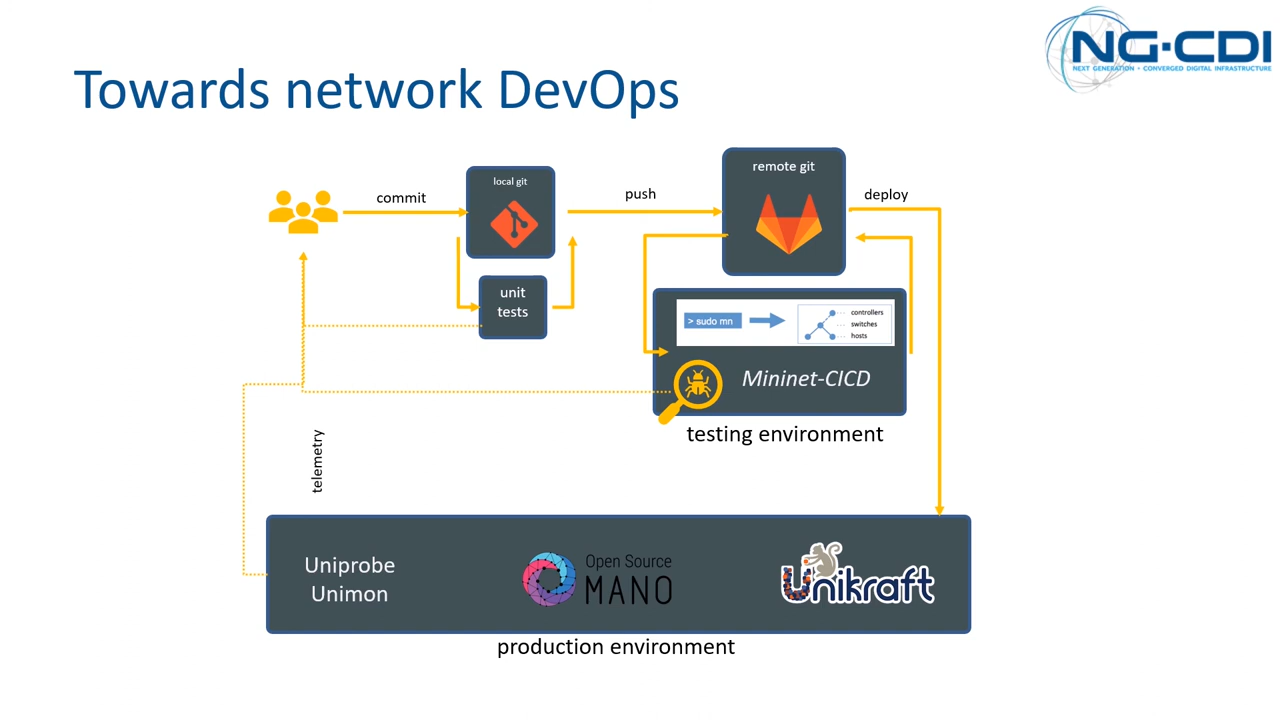 NG·CDI
NEXT GENERATION · CONVERGED DIGITAL INFRASTRUCTURE
Towards network DevOps
commit
local git
push
remote git
deploy
unit
tests
> sudo mn
controllers
switches
hosts
Mininet-CICD
testing environment
telemetry
Uniprobe
Unimon
Open Source
MANO
Unikraft
production environment